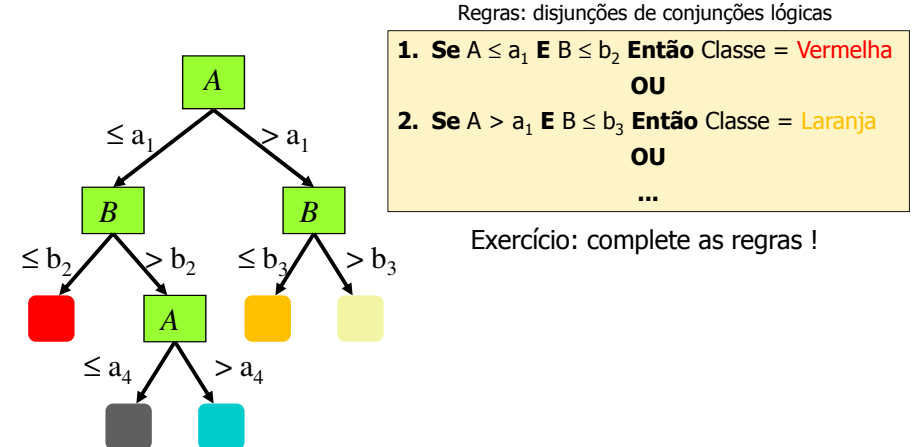 Regras: disjunções de conjunções lógicas
1. Se A ≤ a₁ E B ≤ b₂ Então Classe = Vermelha
OU
2. Se A > a₁ E B ≤ b₃ Então Classe = Laranja
OU
...
Exercício: complete as regras !
A
≤ a₁ > a₁
B B
≤ b₂ > b₂ ≤ b₃ > b₃
A
≤ a₄ > a₄